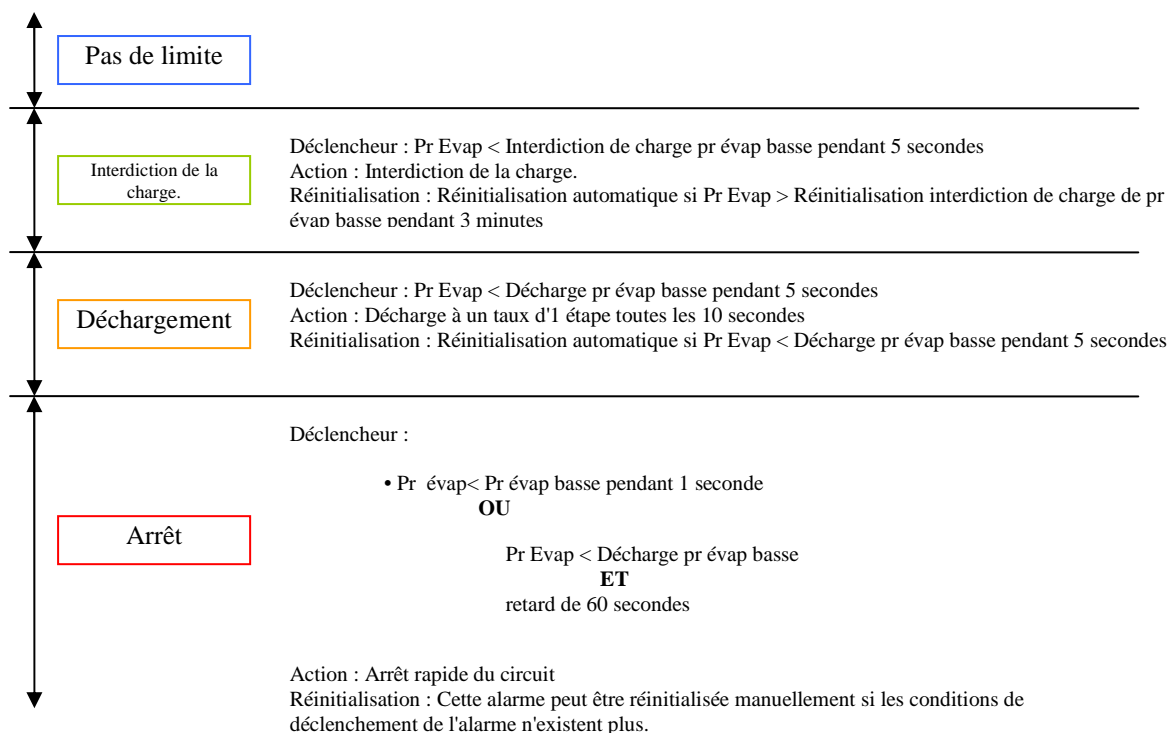 Pas de limite
Interdiction de la
charge.
Déclencheur : Pr Evap < Interdiction de charge pr évap basse pendant 5 secondes
Action : Interdiction de la charge.
Réinitialisation : Réinitialisation automatique si Pr Evap > Réinitialisation interdiction de charge de pr
évap basse pendant 3 minutes
Déchargement
Déclencheur : Pr Evap < Décharge pr évap basse pendant 5 secondes
Action : Décharge à un taux d'1 étape toutes les 10 secondes
Réinitialisation : Réinitialisation automatique si Pr Evap < Décharge pr évap basse pendant 5 secondes
Arrêt
Déclencheur :
• Pr évap< Pr évap basse pendant 1 seconde
OU
Pr Evap < Décharge pr évap basse
ET
retard de 60 secondes
Action : Arrêt rapide du circuit
Réinitialisation : Cette alarme peut être réinitialisée manuellement si les conditions de
déclenchement de l'alarme n'existent plus.